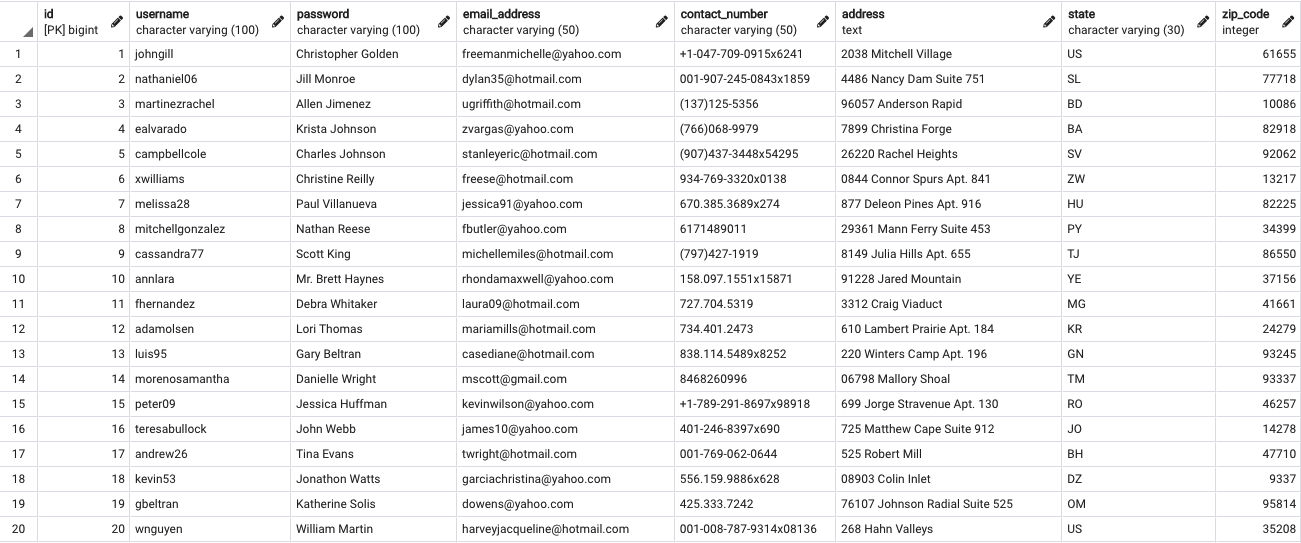 id username password email_address contact_number address state zip_code
[PK] bigint character varying (100) character varying (100) character varying (50) character varying (50) text character varying (30) integer
1 1 johngill Christopher Golden freemanmichelle@yahoo.com +1-047-709-0915x6241 2038 Mitchell Village US 61655
2 2 nathaniel06 Jill Monroe dylan35@hotmail.com 001-907-245-0843x1859 4486 Nancy Dam Suite 751 SL 77718
3 3 martinezrachel Allen Jimenez ugriffith@hotmail.com (137)125-5356 96057 Anderson Rapid BD 10086
4 4 ealvarado Krista Johnson zvargas@yahoo.com (766)068-9979 7899 Christina Forge BA 82918
5 5 campbellcole Charles Johnson stanleyeric@hotmail.com (907)437-3448x54295 26220 Rachel Heights SV 92062
6 6 xwilliams Christine Reilly freese@hotmail.com 934-769-3320x0138 0844 Connor Spurs Apt. 841 ZW 13217
7 7 melissa28 Paul Villanueva jessica91@yahoo.com 670.385.3689x274 877 Deleon Pines Apt. 916 HU 82225
8 8 mitchellgonzalez Nathan Reese fbutler@yahoo.com 6171489011 29361 Mann Ferry Suite 453 PY 34399
9 9 cassandra77 Scott King michellemiles@hotmail.com (797)427-1919 8149 Julia Hills Apt. 655 TJ 86550
10 10 annlara Mr. Brett Haynes rhondamaxwell@yahoo.com 158.097.1551x15871 91228 Jared Mountain YE 37156
11 11 fhernandez Debra Whitaker laura09@hotmail.com 727.704.5319 3312 Craig Viaduct MG 41661
12 12 adamolsen Lori Thomas mariamills@hotmail.com 734.401.2473 610 Lambert Prairie Apt. 184 KR 24279
13 13 luis95 Gary Beltran casediane@hotmail.com 838.114.5489x8252 220 Winters Camp Apt. 196 GN 93245
14 14 morenosamantha Danielle Wright mscott@gmail.com 8468260996 06798 Mallory Shoal TM 93337
15 15 peter09 Jessica Huffman kevinwilson@yahoo.com +1-789-291-8697x98918 699 Jorge Stravenue Apt. 130 RO 46257
16 16 teresabullock John Webb james10@yahoo.com 401-246-8397x690 725 Matthew Cape Suite 912 JO 14278
17 17 andrew26 Tina Evans twright@hotmail.com 001-769-062-0644 525 Robert Mill BH 47710
18 18 kevin53 Jonathon Watts garciachristina@yahoo.com 556.159.9886x628 08903 Colin Inlet DZ 9337
19 19 gbeltran Katherine Solis dowens@yahoo.com 425.333.7242 76107 Johnson Radial Suite 525 OM 95814
20 20 wnguyen William Martin harveyjacqueline@hotmail.com 001-008-787-9314x08136 268 Hahn Valleys US 35208